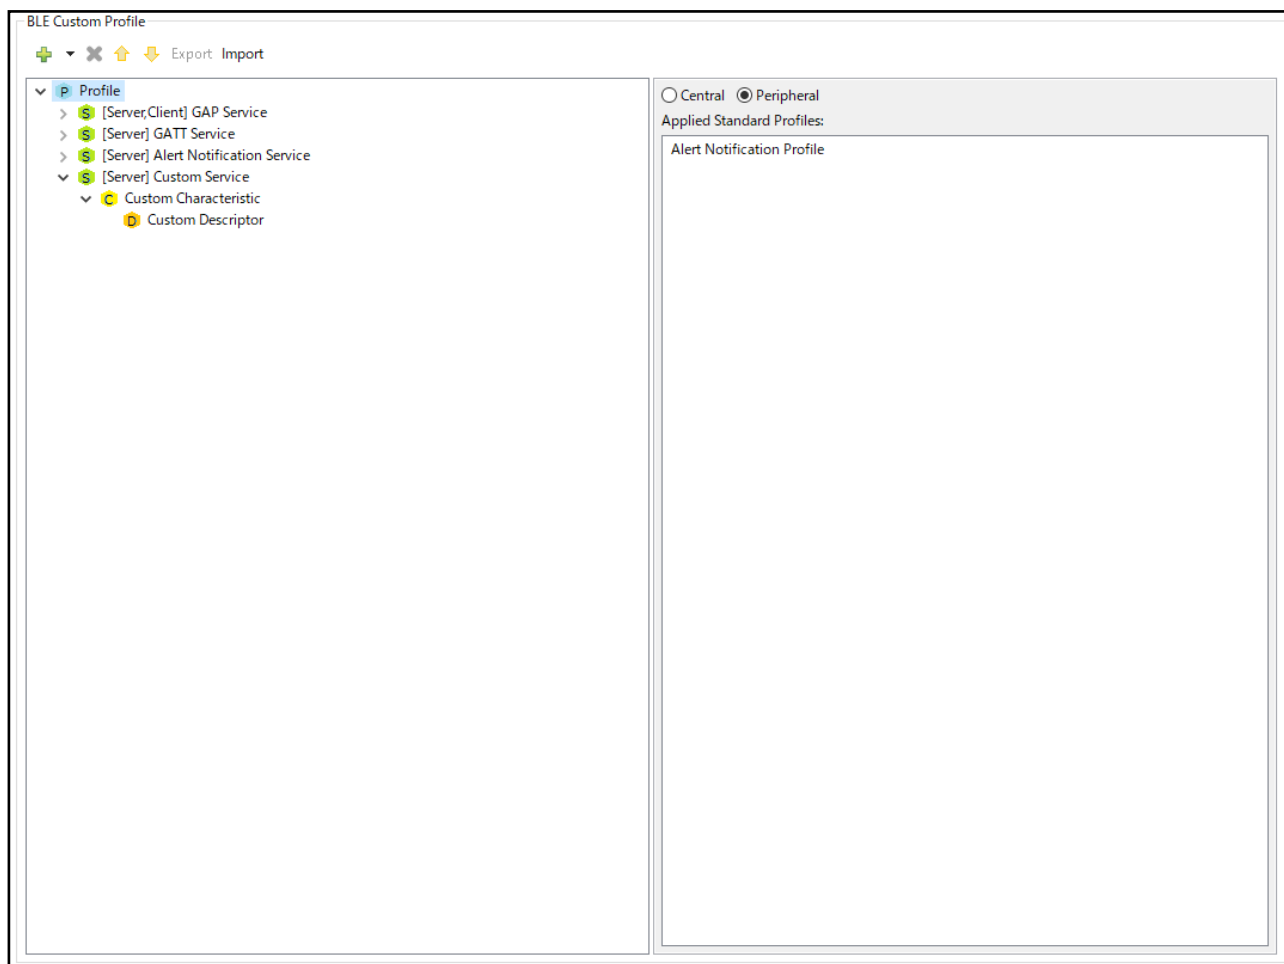 BLE Custom Profile
Export Import
P Profile
S [Server,Client] GAP Service
S [Server] GATT Service
S [Server] Alert Notification Service
S [Server] Custom Service
C Custom Characteristic
D Custom Descriptor
Central Peripheral
Applied Standard Profiles:
Alert Notification Profile